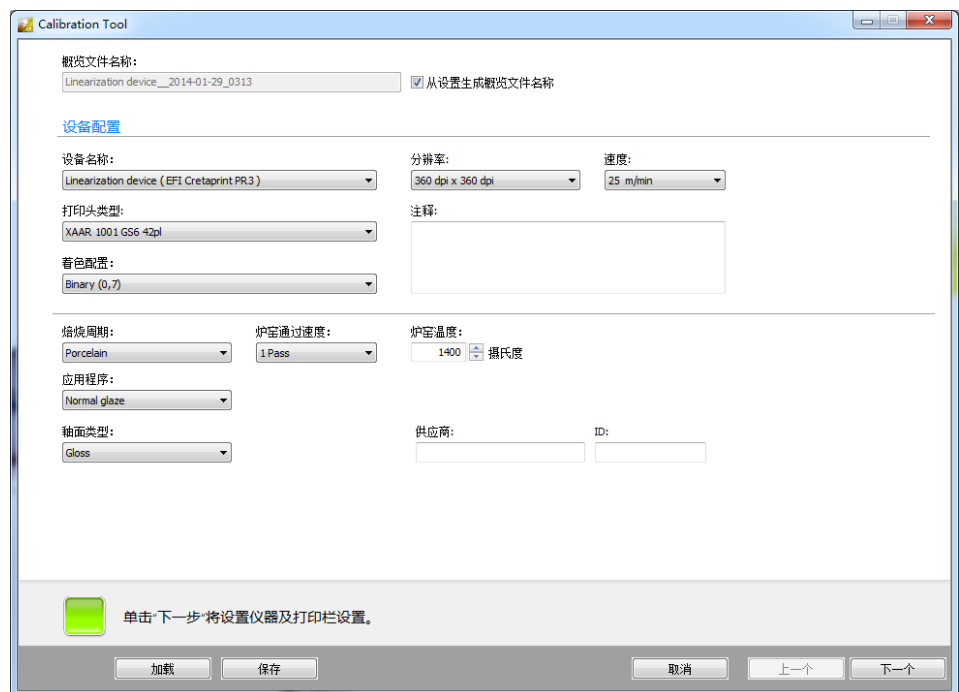 Calibration Tool
概览文件名称:
Linearization device__2014-01-29_0313
从设置生成概览文件名称
设备配置
设备名称:
分辨率:
速度:
Linearization device ( EFI Cretaprint PR3 )
360 dpi x 360 dpi
25 m/min
打印头类型:
注释:
XAAR 1001 GS6 42pl
着色配置:
Binary (0,7)
焙烧周期:
炉窑通过速度:
炉窑温度:
Porcelain
1 Pass
1400
摄氏度
应用程序:
Normal glaze
釉面类型:
供应商:
ID:
Gloss
单击“下一步”将设置仪器及打印栏设置。
加载
保存
取消
上一个
下一个